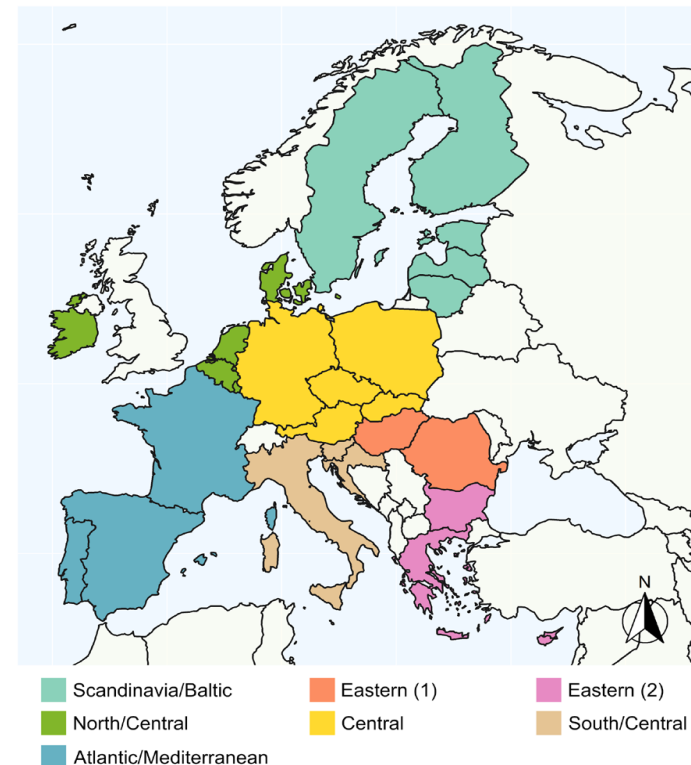 N
Scandinavia/Baltic Eastern (1) Eastern (2)
North/Central Central South/Central
Atlantic/Mediterranean